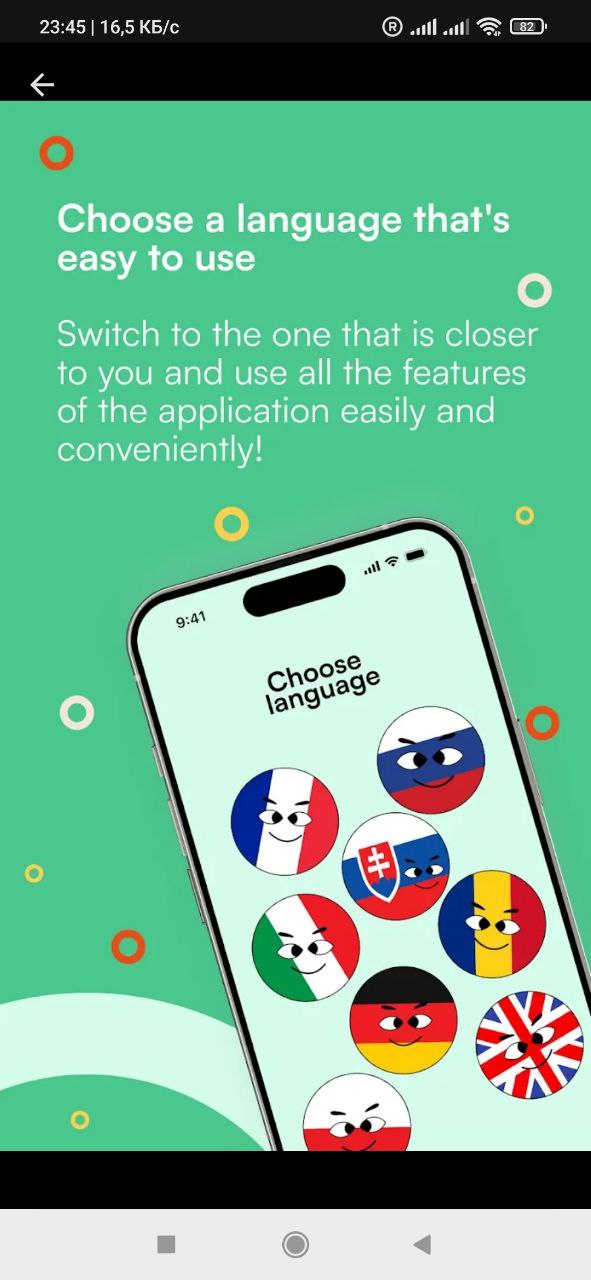 23:45 | 16,5 КБ/с
R
82
Choose a language that's
easy to use
Switch to the one that is closer
to you and use all the features
of the application easily and
conveniently!
9:41
Choose
language